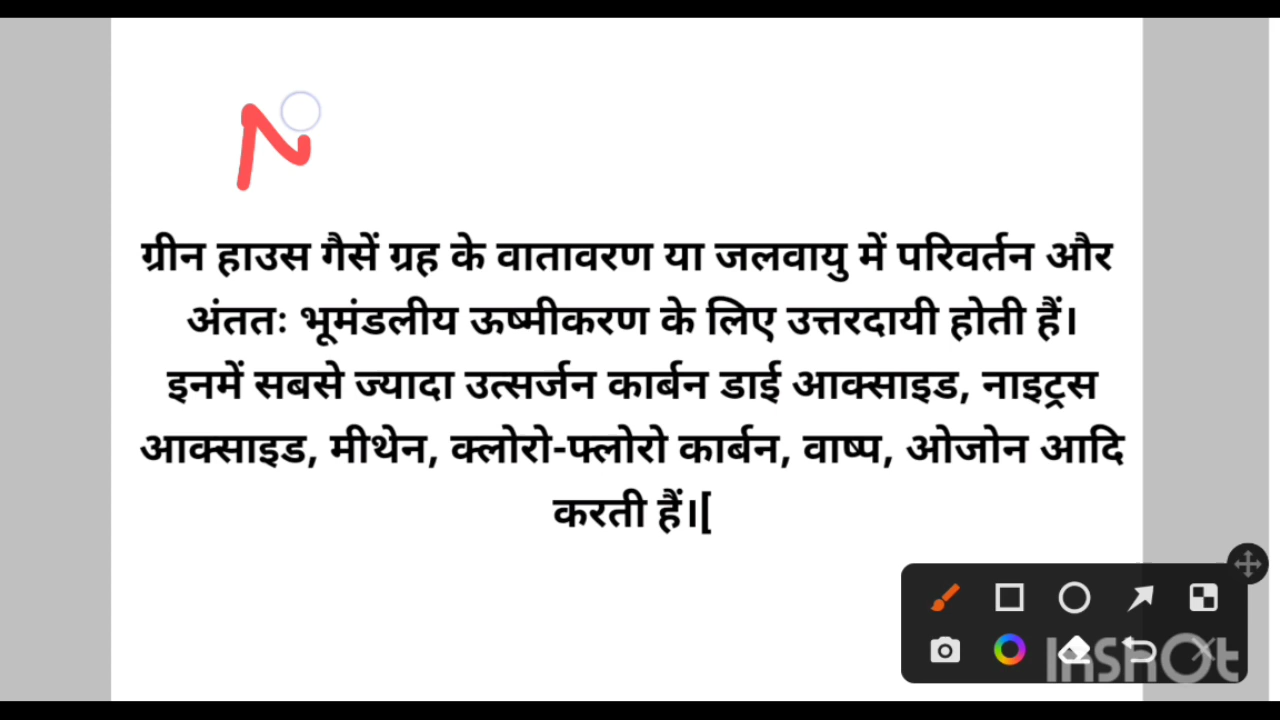 N
ग्रीन हाउस गैसें ग्रह के वातावरण या जलवायु में परिवर्तन और
अंततः भूमंडलीय ऊष्मीकरण के लिए उत्तरदायी होती हैं।
इनमें सबसे ज्यादा उत्सर्जन कार्बन डाई आक्साइड, नाइट्रस
आक्साइड, मीथेन, क्लोरो-फ्लोरो कार्बन, वाष्प, ओजोन आदि
करती हैं।[
InShOt